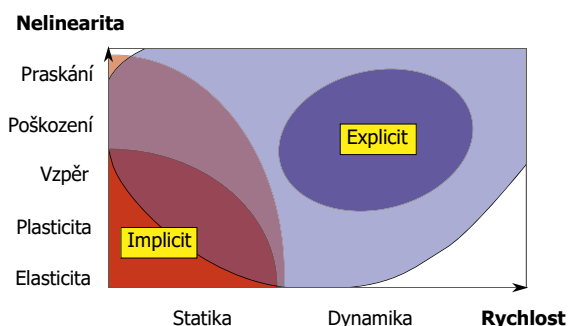 Nelinearita
Praskání
Poškození
Vzpěr
Plasticita
Elasticita
Explicit
Implicit
Statika
Dynamika
Rychlost